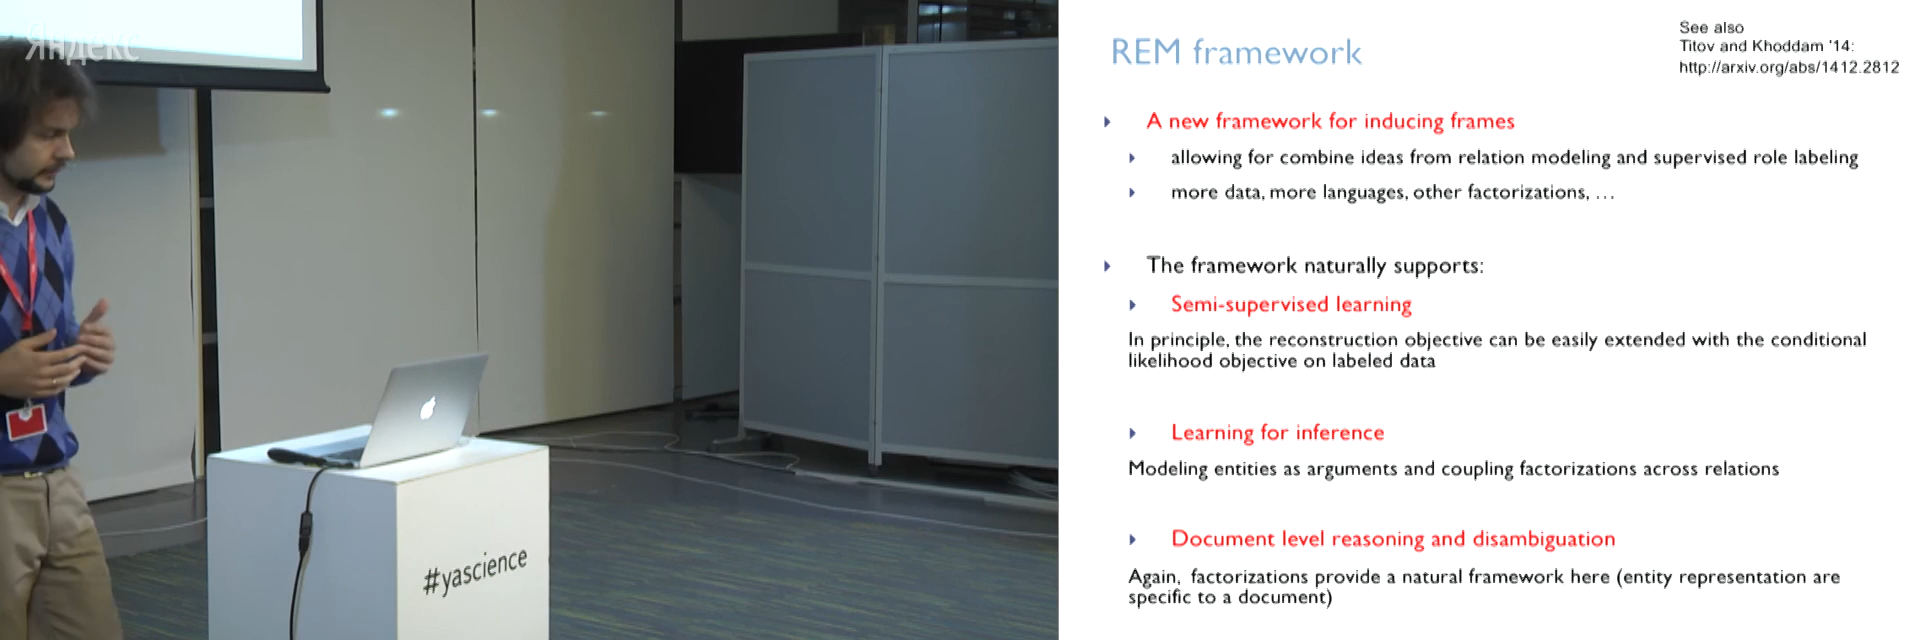 Яндекс
#yascience
REM framework
See also
Titov and Khoddam '14:
http://arxiv.org/abs/1412.2812
A new framework for inducing frames
allowing for combine ideas from relation modeling and supervised role labeling
more data, more languages, other factorizations, ...
The framework naturally supports:
Semi-supervised learning
In principle, the reconstruction objective can be easily extended with the conditional
likelihood objective on labeled data
Learning for inference
Modeling entities as arguments and coupling factorizations across relations
Document level reasoning and disambiguation
Again, factorizations provide a natural framework here (entity representation are
specific to a document)